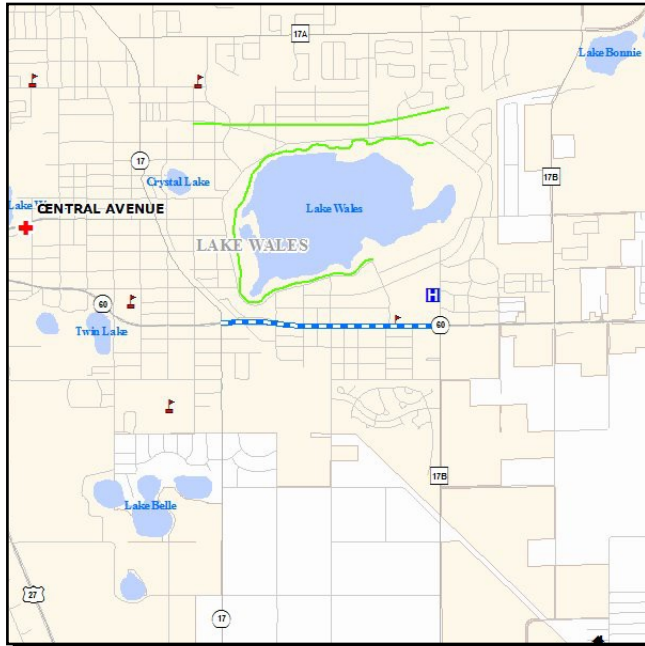 17A
Lake Bonnie
17
17B
Crystal Lake
Lake W
CENTRAL AVENUE
Lake Wales
LAKE WALES
H
60
60
Twin Lake
17B
Lake Belle
27
17